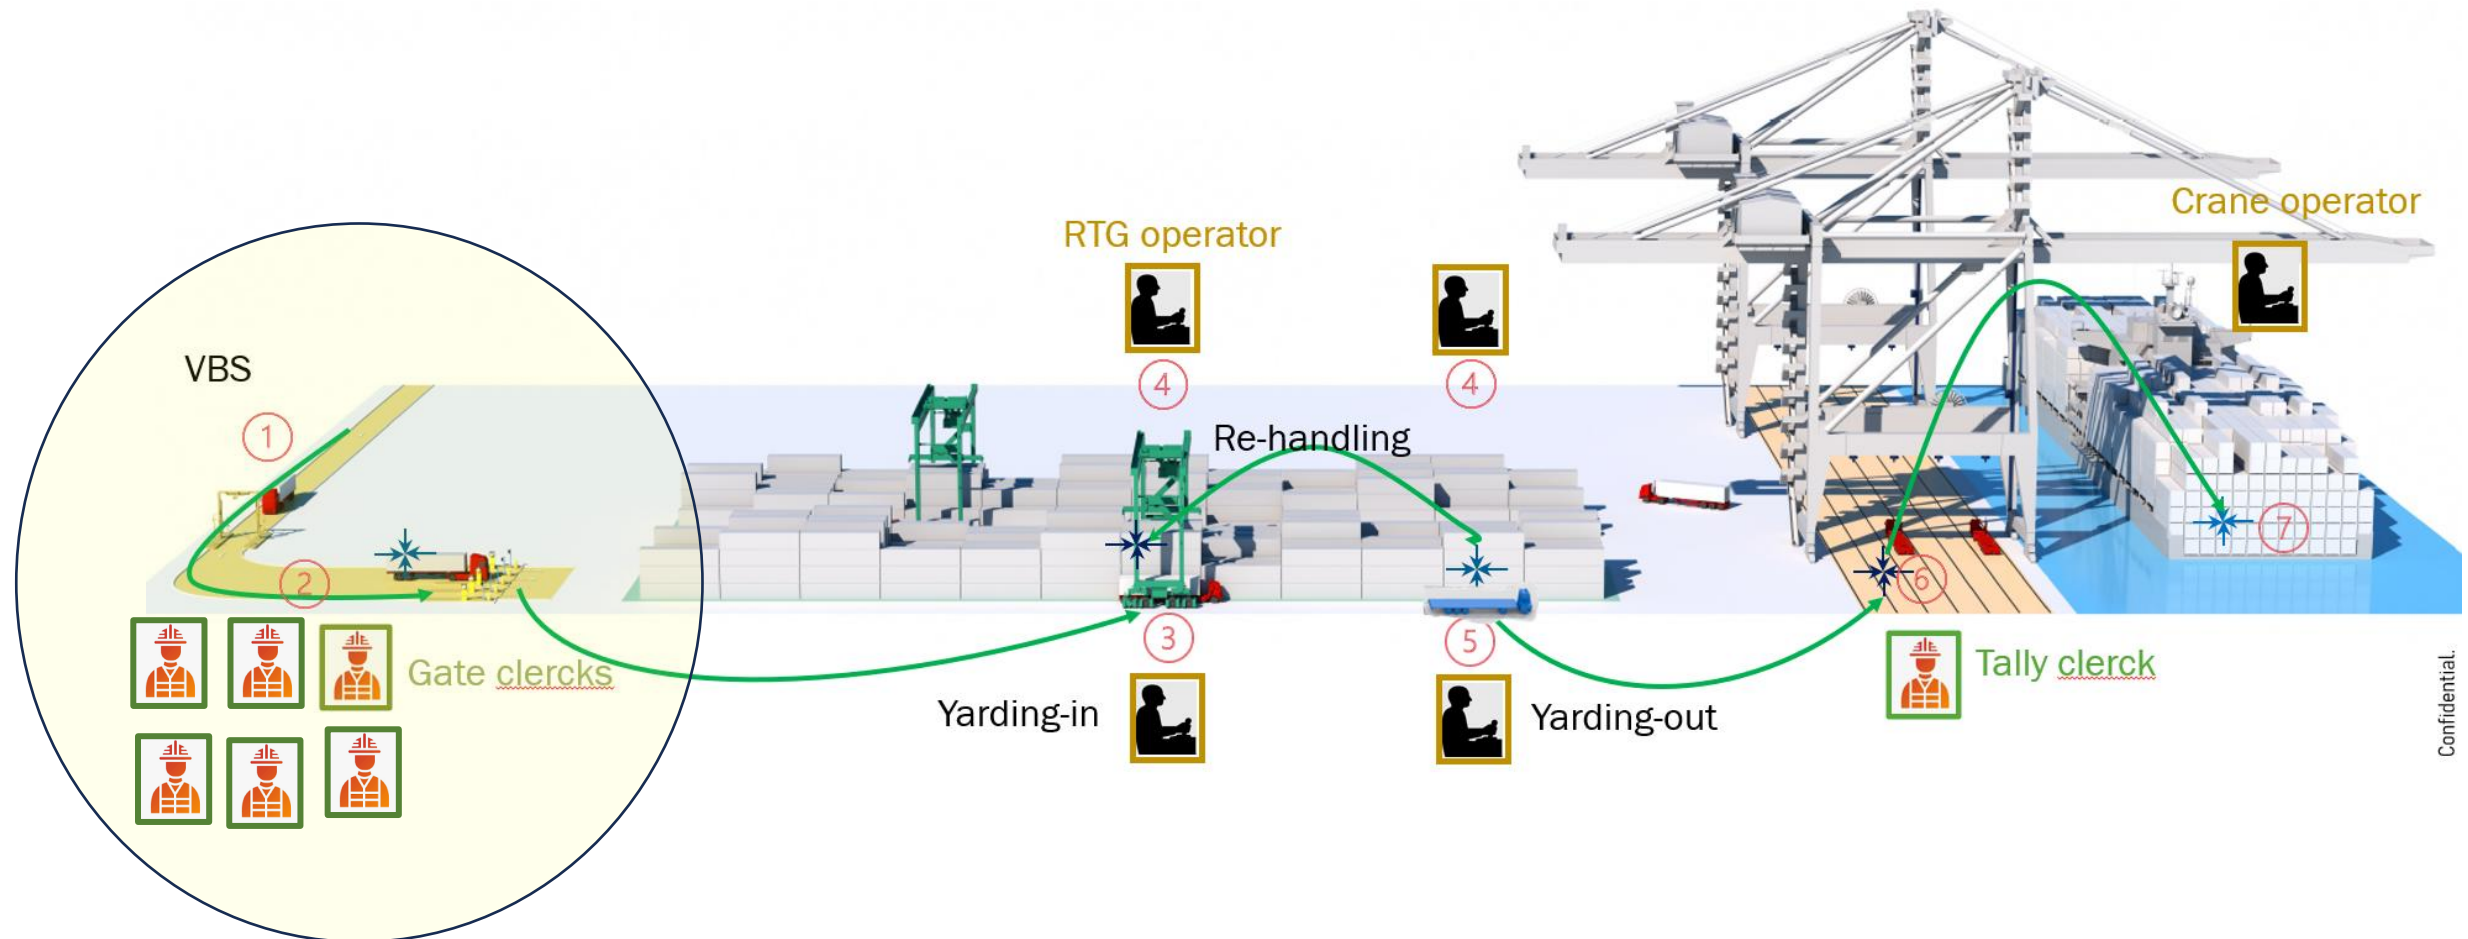 Crane operator
RTG operator
VBS
4
4
1
Re-handling
7
2
6
3
5
Gate clercks
Tally clerck
Yarding-in
Yarding-out
Confidential.